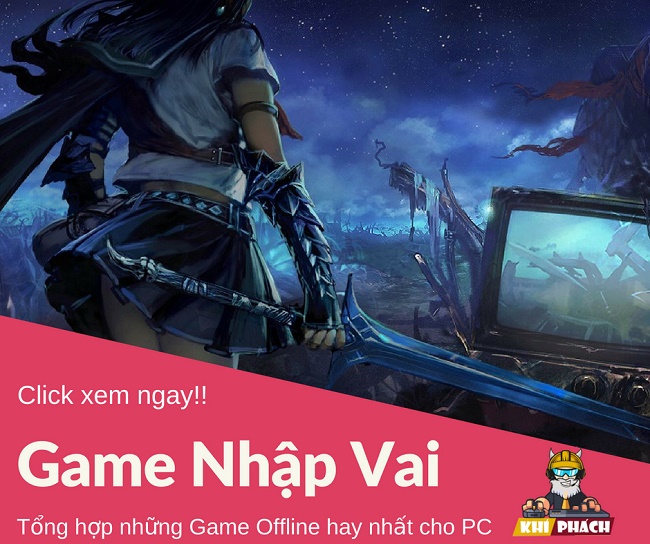 Click xem ngay!!
Game Nhập Vai
Tổng hợp những Game Offline hay nhất cho PC
KHÍ PHÁCH